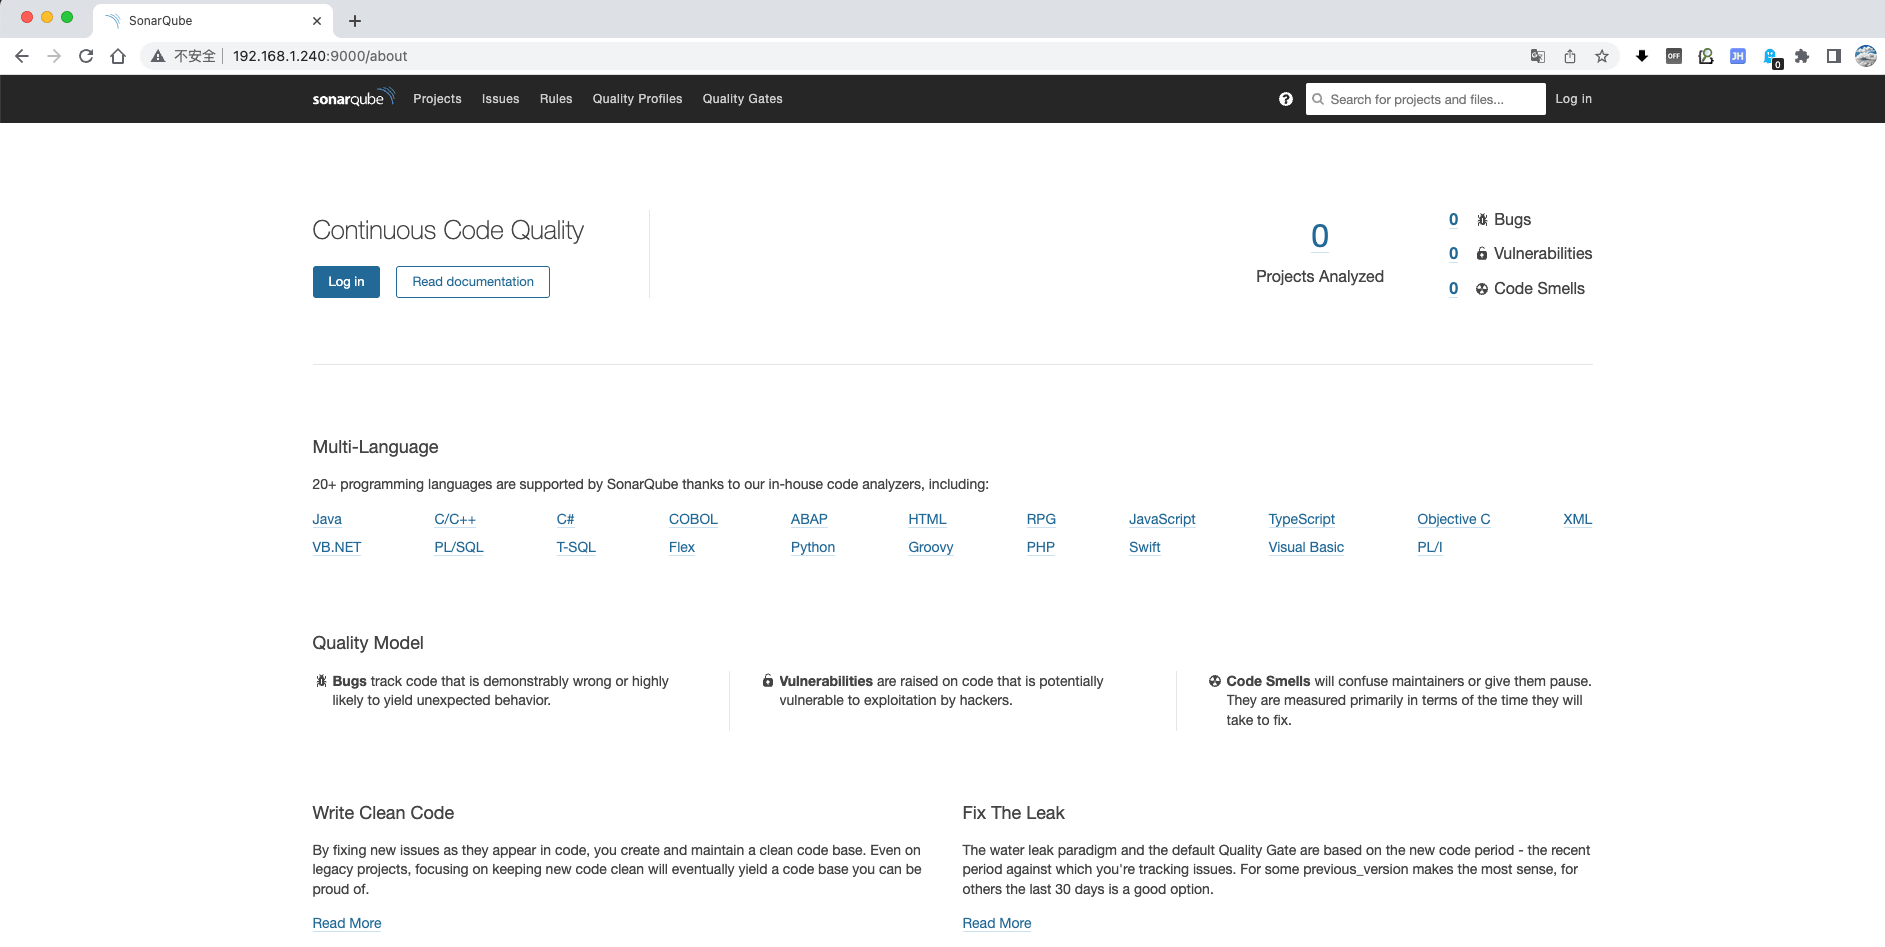 SonarQube
不安全 192.168.1.240:9000/about
OFF
JH
0
sonarqube Projects Issues Rules Quality Profiles Quality Gates
? Search for projects and files... Log in
Continuous Code Quality
Log in Read documentation
0
Projects Analyzed
0 Bugs
0 Vulnerabilities
0 Code Smells
Multi-Language
20+ programming languages are supported by SonarQube thanks to our in-house code analyzers, including:
Java C/C++ C# COBOL ABAP HTML RPG JavaScript TypeScript Objective C XML
VB.NET PL/SQL T-SQL Flex Python Groovy PHP Swift Visual Basic PL/I
Quality Model
Bugs track code that is demonstrably wrong or highly
likely to yield unexpected behavior.
Vulnerabilities are raised on code that is potentially
vulnerable to exploitation by hackers.
Code Smells will confuse maintainers or give them pause.
They are measured primarily in terms of the time they will
take to fix.
Write Clean Code
By fixing new issues as they appear in code, you create and maintain a clean code base. Even on
legacy projects, focusing on keeping new code clean will eventually yield a code base you can be
proud of.
Read More
Fix The Leak
The water leak paradigm and the default Quality Gate are based on the new code period - the recent
period against which you're tracking issues. For some previous_version makes the most sense, for
others the last 30 days is a good option.
Read More